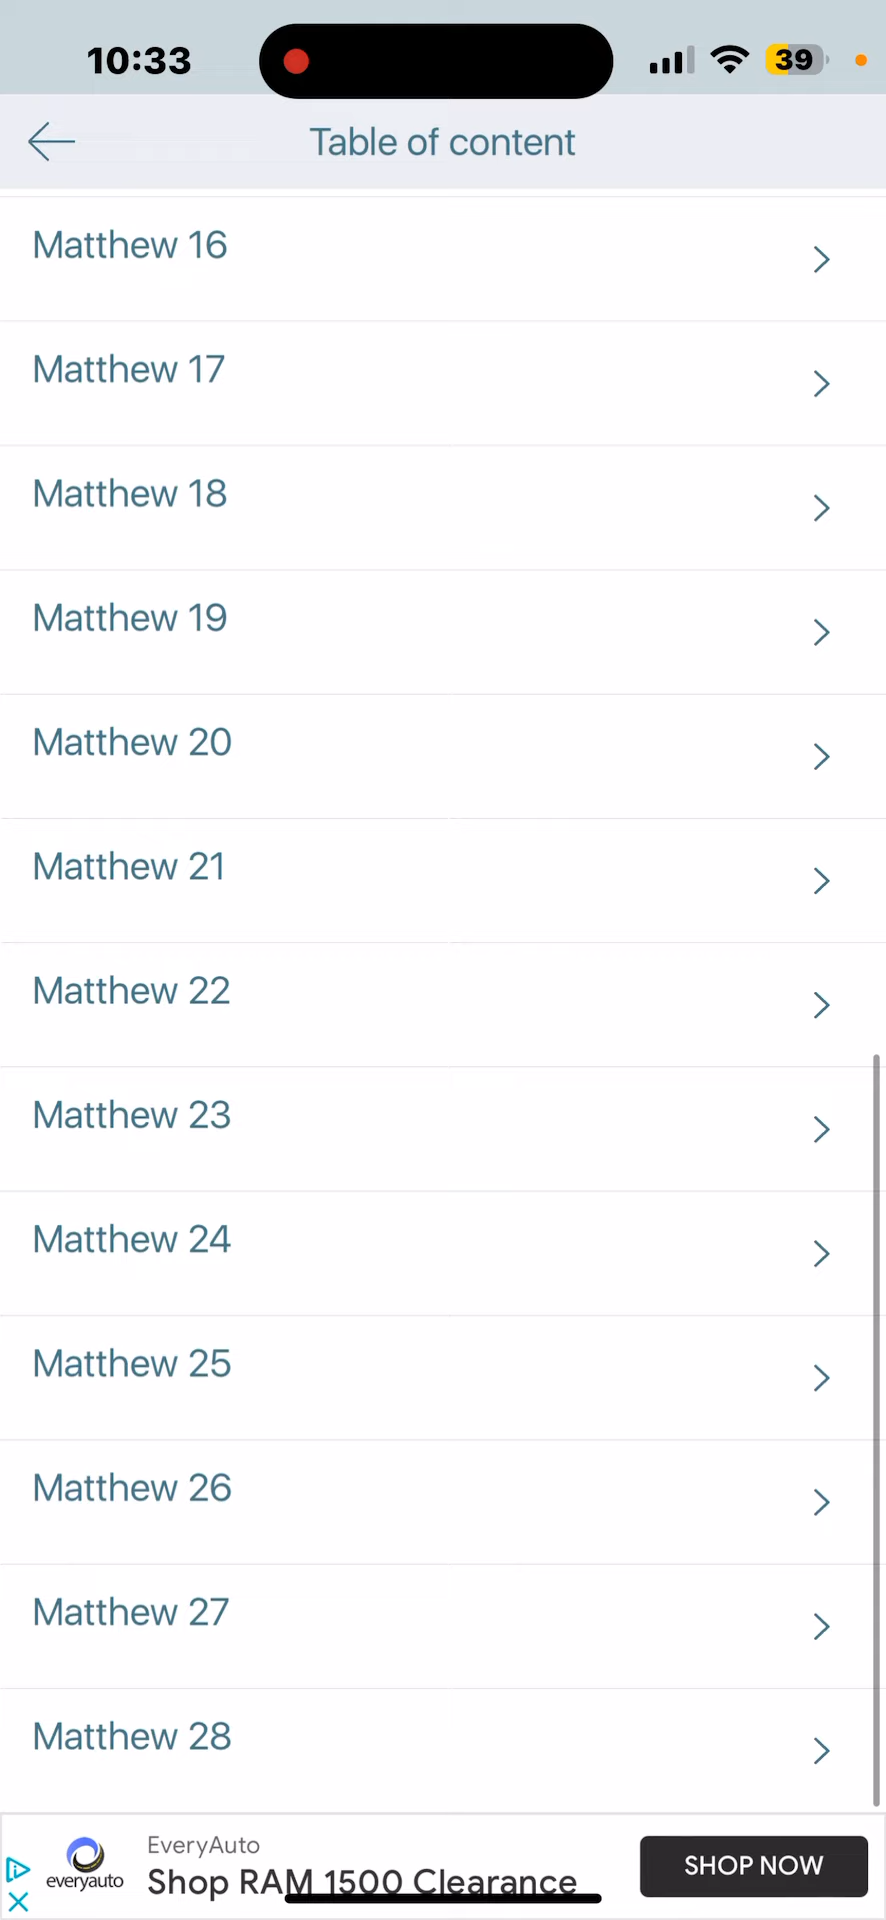 10:33
39
Table of content
Matthew 16
Matthew 17
Matthew 18
Matthew 19
Matthew 20
Matthew 21
Matthew 22
Matthew 23
Matthew 24
Matthew 25
Matthew 26
Matthew 27
Matthew 28
EveryAuto
Shop RAM 1500 Clearance
everyauto
SHOP NOW